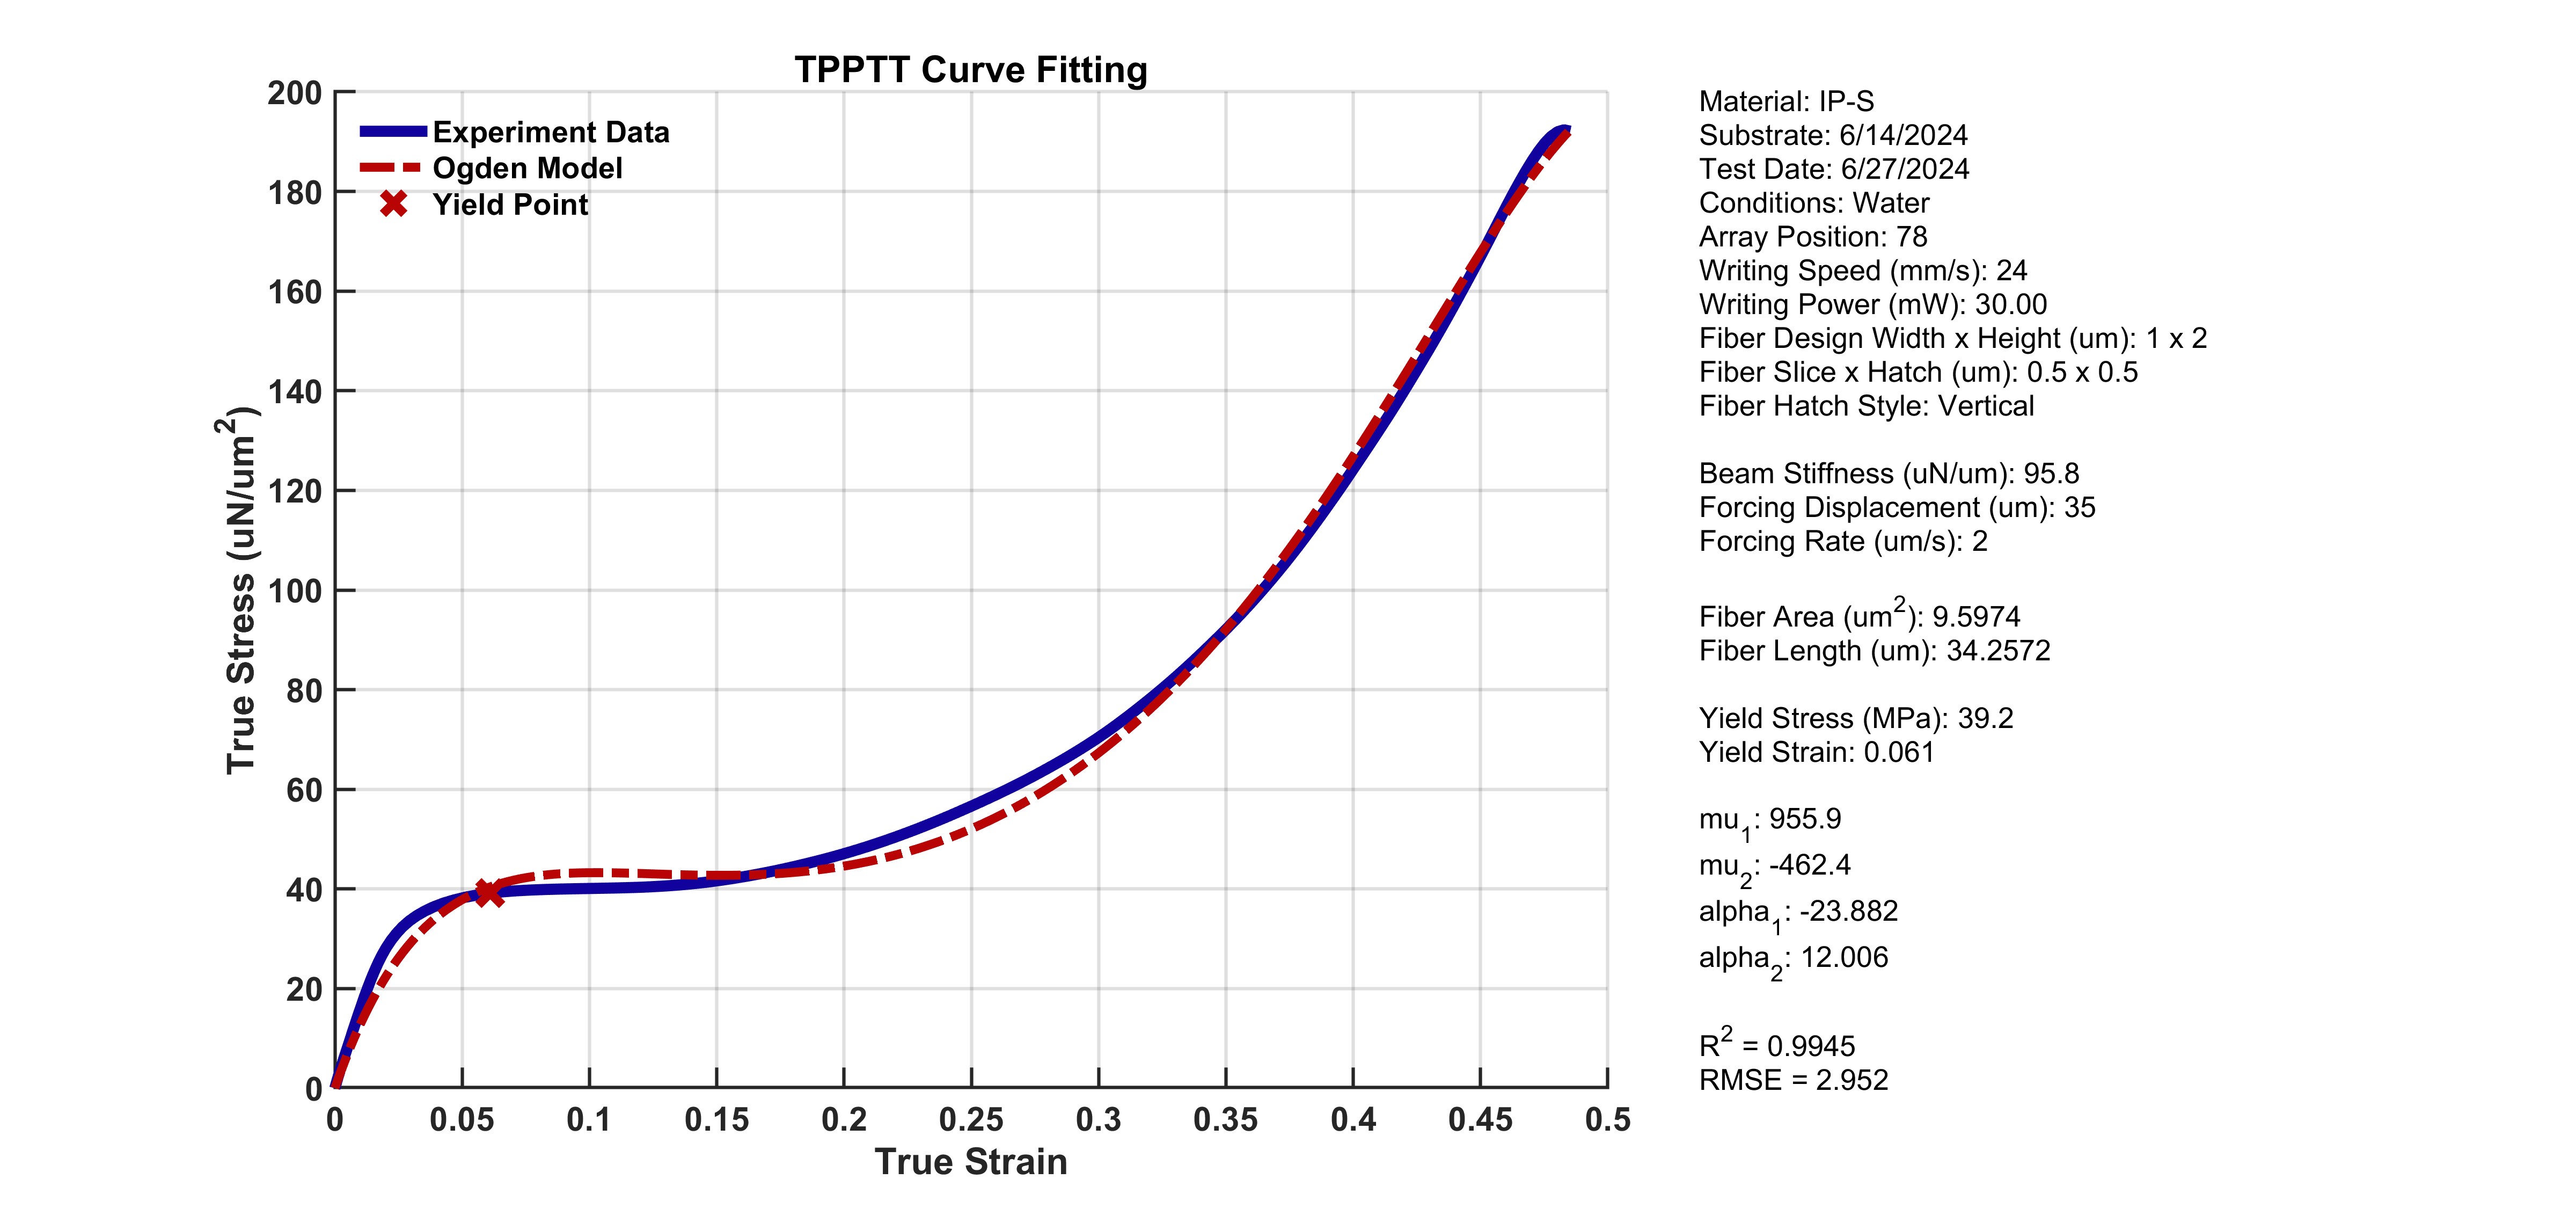 TPPTT Curve Fitting
Experiment Data
Ogden Model
Yield Point
200
180
160
140
120
100
80
60
40
20
0
True Stress (uN/um²)
0 0.05 0.1 0.15 0.2 0.25 0.3 0.35 0.4 0.45 0.5
True Strain
Material: IP-S
Substrate: 6/14/2024
Test Date: 6/27/2024
Conditions: Water
Array Position: 78
Writing Speed (mm/s): 24
Writing Power (mW): 30.00
Fiber Design Width x Height (um): 1 x 2
Fiber Slice x Hatch (um): 0.5 x 0.5
Fiber Hatch Style: Vertical
Beam Stiffness (uN/um): 95.8
Forcing Displacement (um): 35
Forcing Rate (um/s): 2
Fiber Area (um²): 9.5974
Fiber Length (um): 34.2572
Yield Stress (MPa): 39.2
Yield Strain: 0.061
mu₁: 955.9
mu₂: -462.4
alpha₁: -23.882
alpha₂: 12.006
R² = 0.9945
RMSE = 2.952